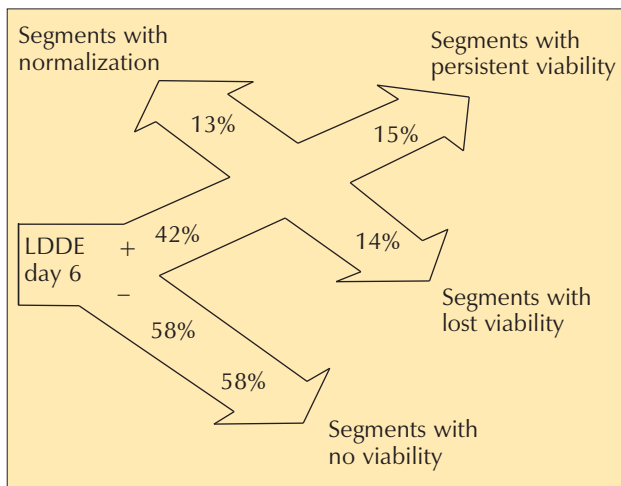 Segments with
normalization
Segments with
persistent viability
13%
15%
LDDE
day 6
+
42%
14%
–
58%
58%
Segments with
lost viability
Segments with
no viability